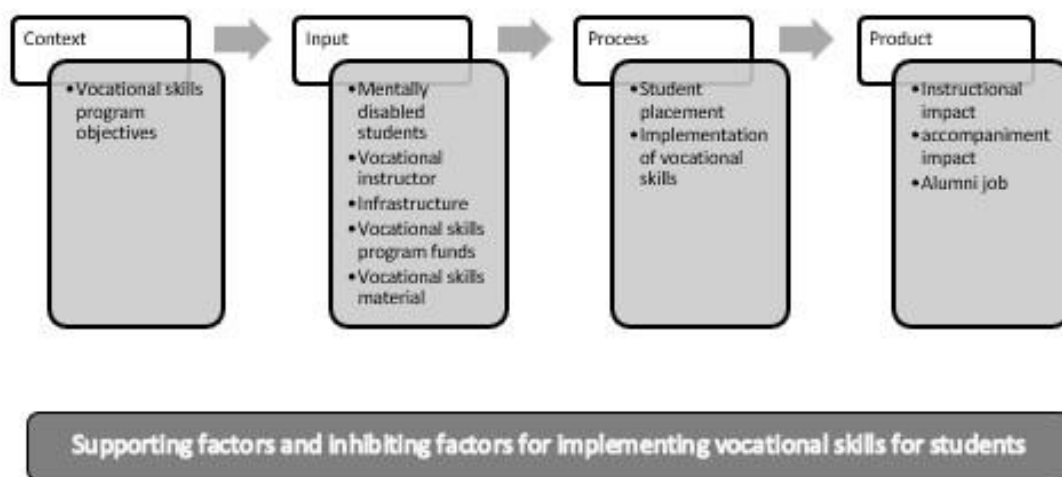 Context
•Vocational skills
program
objectives
Input
•Mentally
disabled
students
•Vocational
instructor
•Infrastructure
•Vocational skills
program funds
•Vocational skills
material
Process
•Student
placement
•Implementation
of vocational
skills
Product
•Instructional
impact
•accompaniment
impact
•Alumni job
Supporting factors and inhibiting factors for implementing vocational skills for students